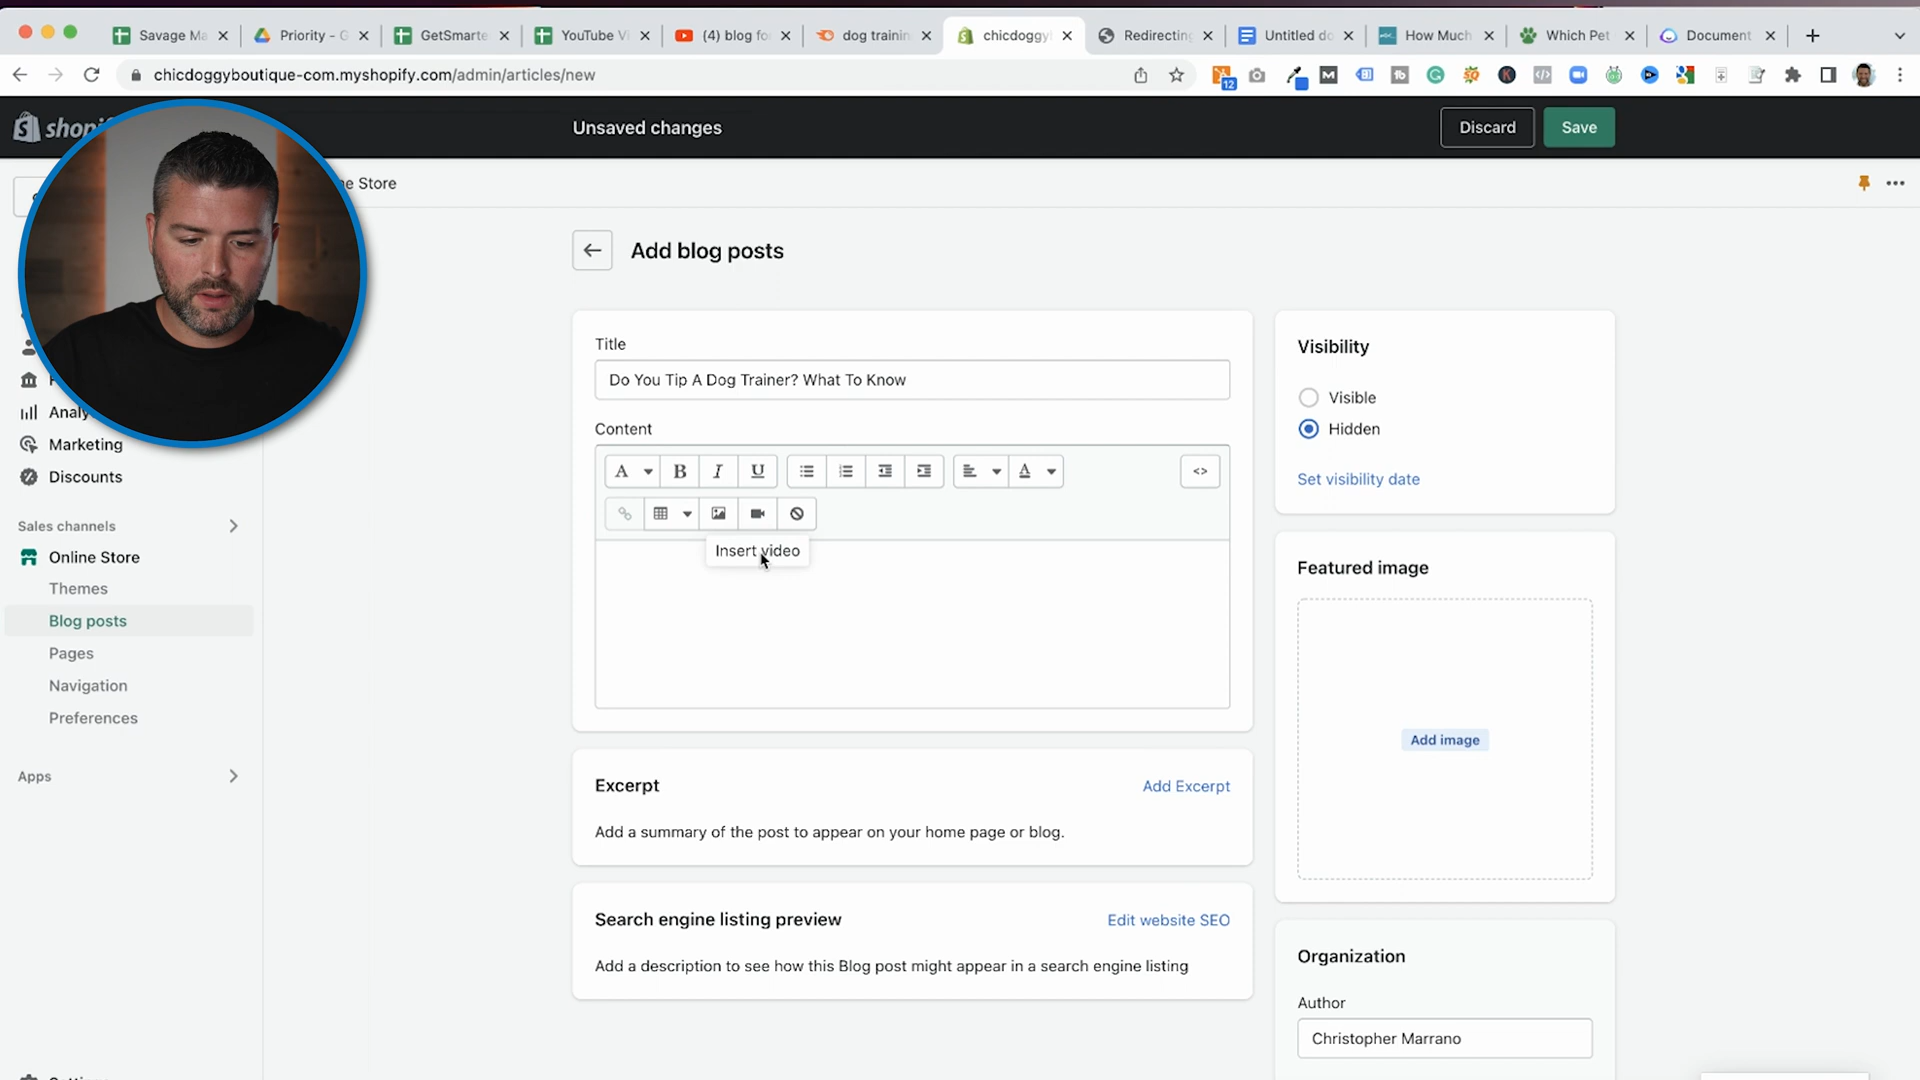 Savage Ma
Priority - G
GetSmarte
YouTube Vi
(4) blog fo
dog trainin
chicdoggyl
Redirecting
Untitled do
How Much
Which Pet
Document
chicdoggyboutique-com.myshopify.com/admin/articles/new
12
shopif
Unsaved changes
Discard
Save
ne Store
Add blog posts
Title
Do You Tip A Dog Trainer? What To Know
Content
Insert video
Visibility
Visible
Hidden
Set visibility date
Featured image
Add image
Analy
Marketing
Discounts
Sales channels
Online Store
Themes
Blog posts
Pages
Navigation
Preferences
Apps
Excerpt
Add Excerpt
Add a summary of the post to appear on your home page or blog.
Search engine listing preview
Edit website SEO
Add a description to see how this Blog post might appear in a search engine listing
Organization
Author
Christopher Marrano